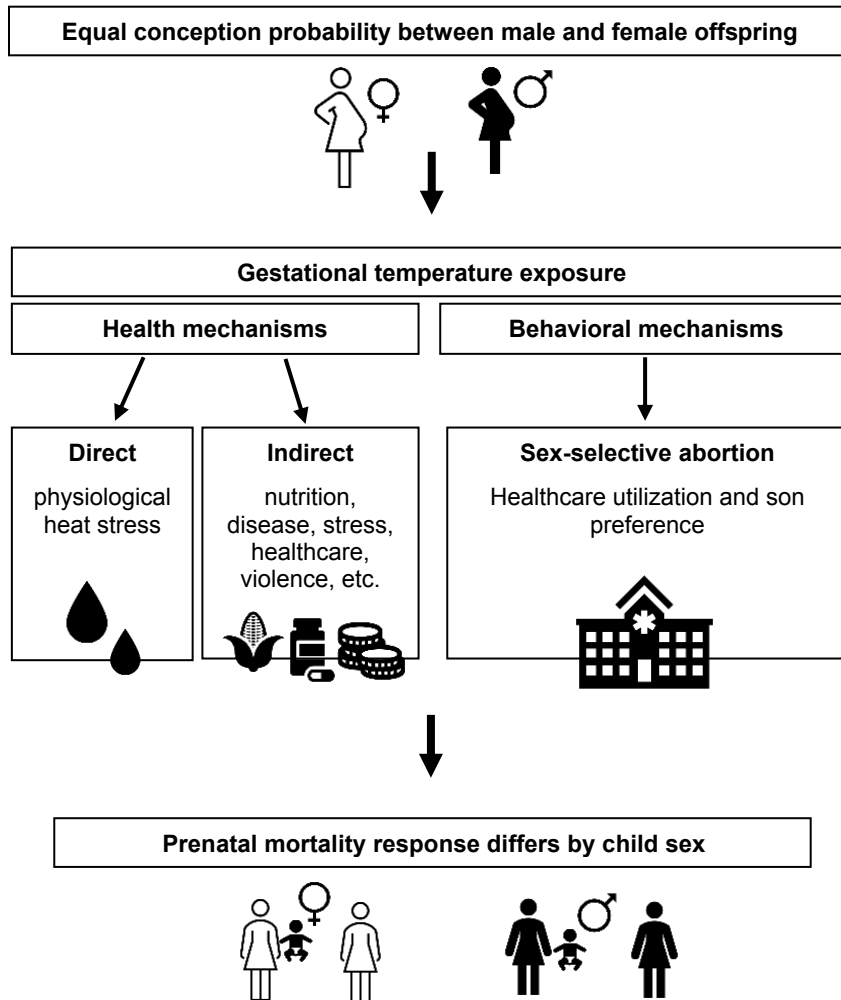 Equal conception probability between male and female offspring
Gestational temperature exposure
Health mechanisms
Behavioral mechanisms
Direct
physiological
heat stress
Indirect
nutrition,
disease, stress,
healthcare,
violence, etc.
Sex-selective abortion
Healthcare utilization and son
preference
Prenatal mortality response differs by child sex